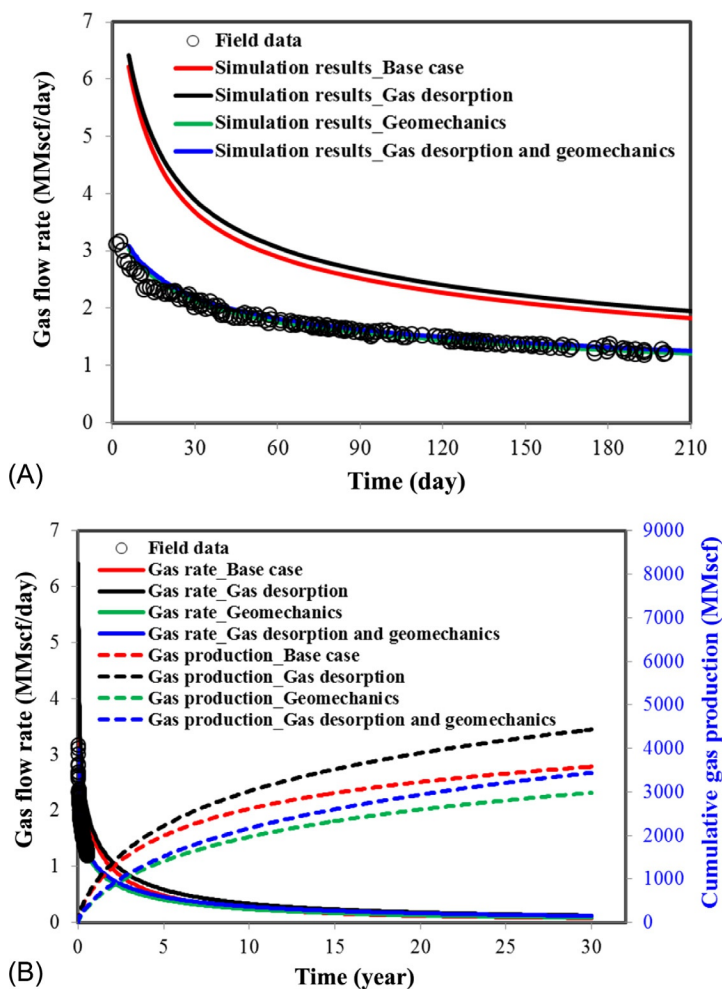 7
6
5
4
3
2
1
0
Gas flow rate (MMscf/day)
Field data
Simulation results_Base case
Simulation results_Gas desorption
Simulation results_Geomechanics
Simulation results_Gas desorption and geomechanics
0 30 60 90 120 150 180 210
Time (day)
(A)
7
6
5
4
3
2
1
0
Gas flow rate (MMscf/day)
Field data
Gas rate_Base case
Gas rate_Gas desorption
Gas rate_Geomechanics
Gas rate_Gas desorption and geomechanics
Gas production_Base case
Gas production_Gas desorption
Gas production_Geomechanics
Gas production_Gas desorption and geomechanics
9000
8000
7000
6000
5000
4000
3000
2000
1000
0
Cumulative gas production (MMscf)
0 5 10 15 20 25 30
Time (year)
(B)